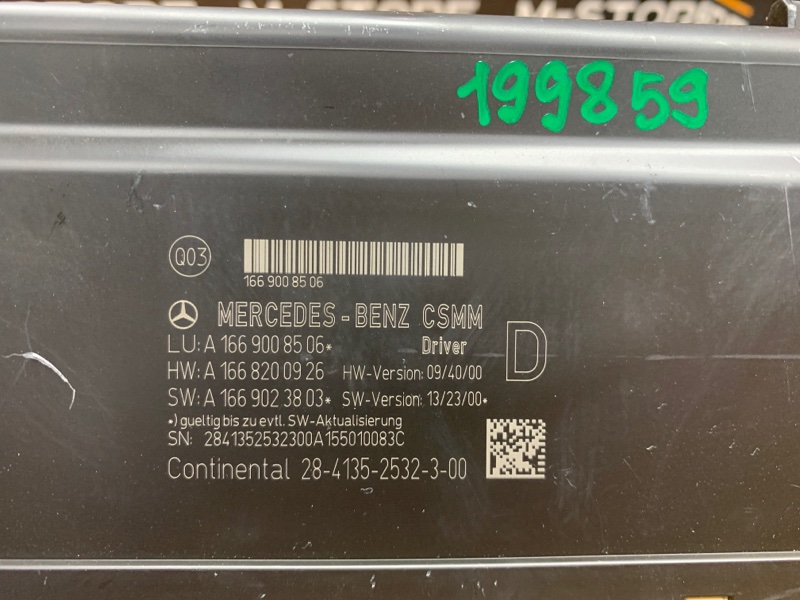 199859
Q03
166 900 85 06
MERCEDES-BENZ CSMM
LU: A 166 900 85 06*
Driver
D
HW: A 166 820 09 26 HW-Version: 09/40/00
SW: A 166 902 38 03* SW-Version: 13/23/00*
*) gueltig bis zu evtl. SW-Aktualisierung
SN: 2841352532300A155010083C
Continental 28-4135-2532-3-00